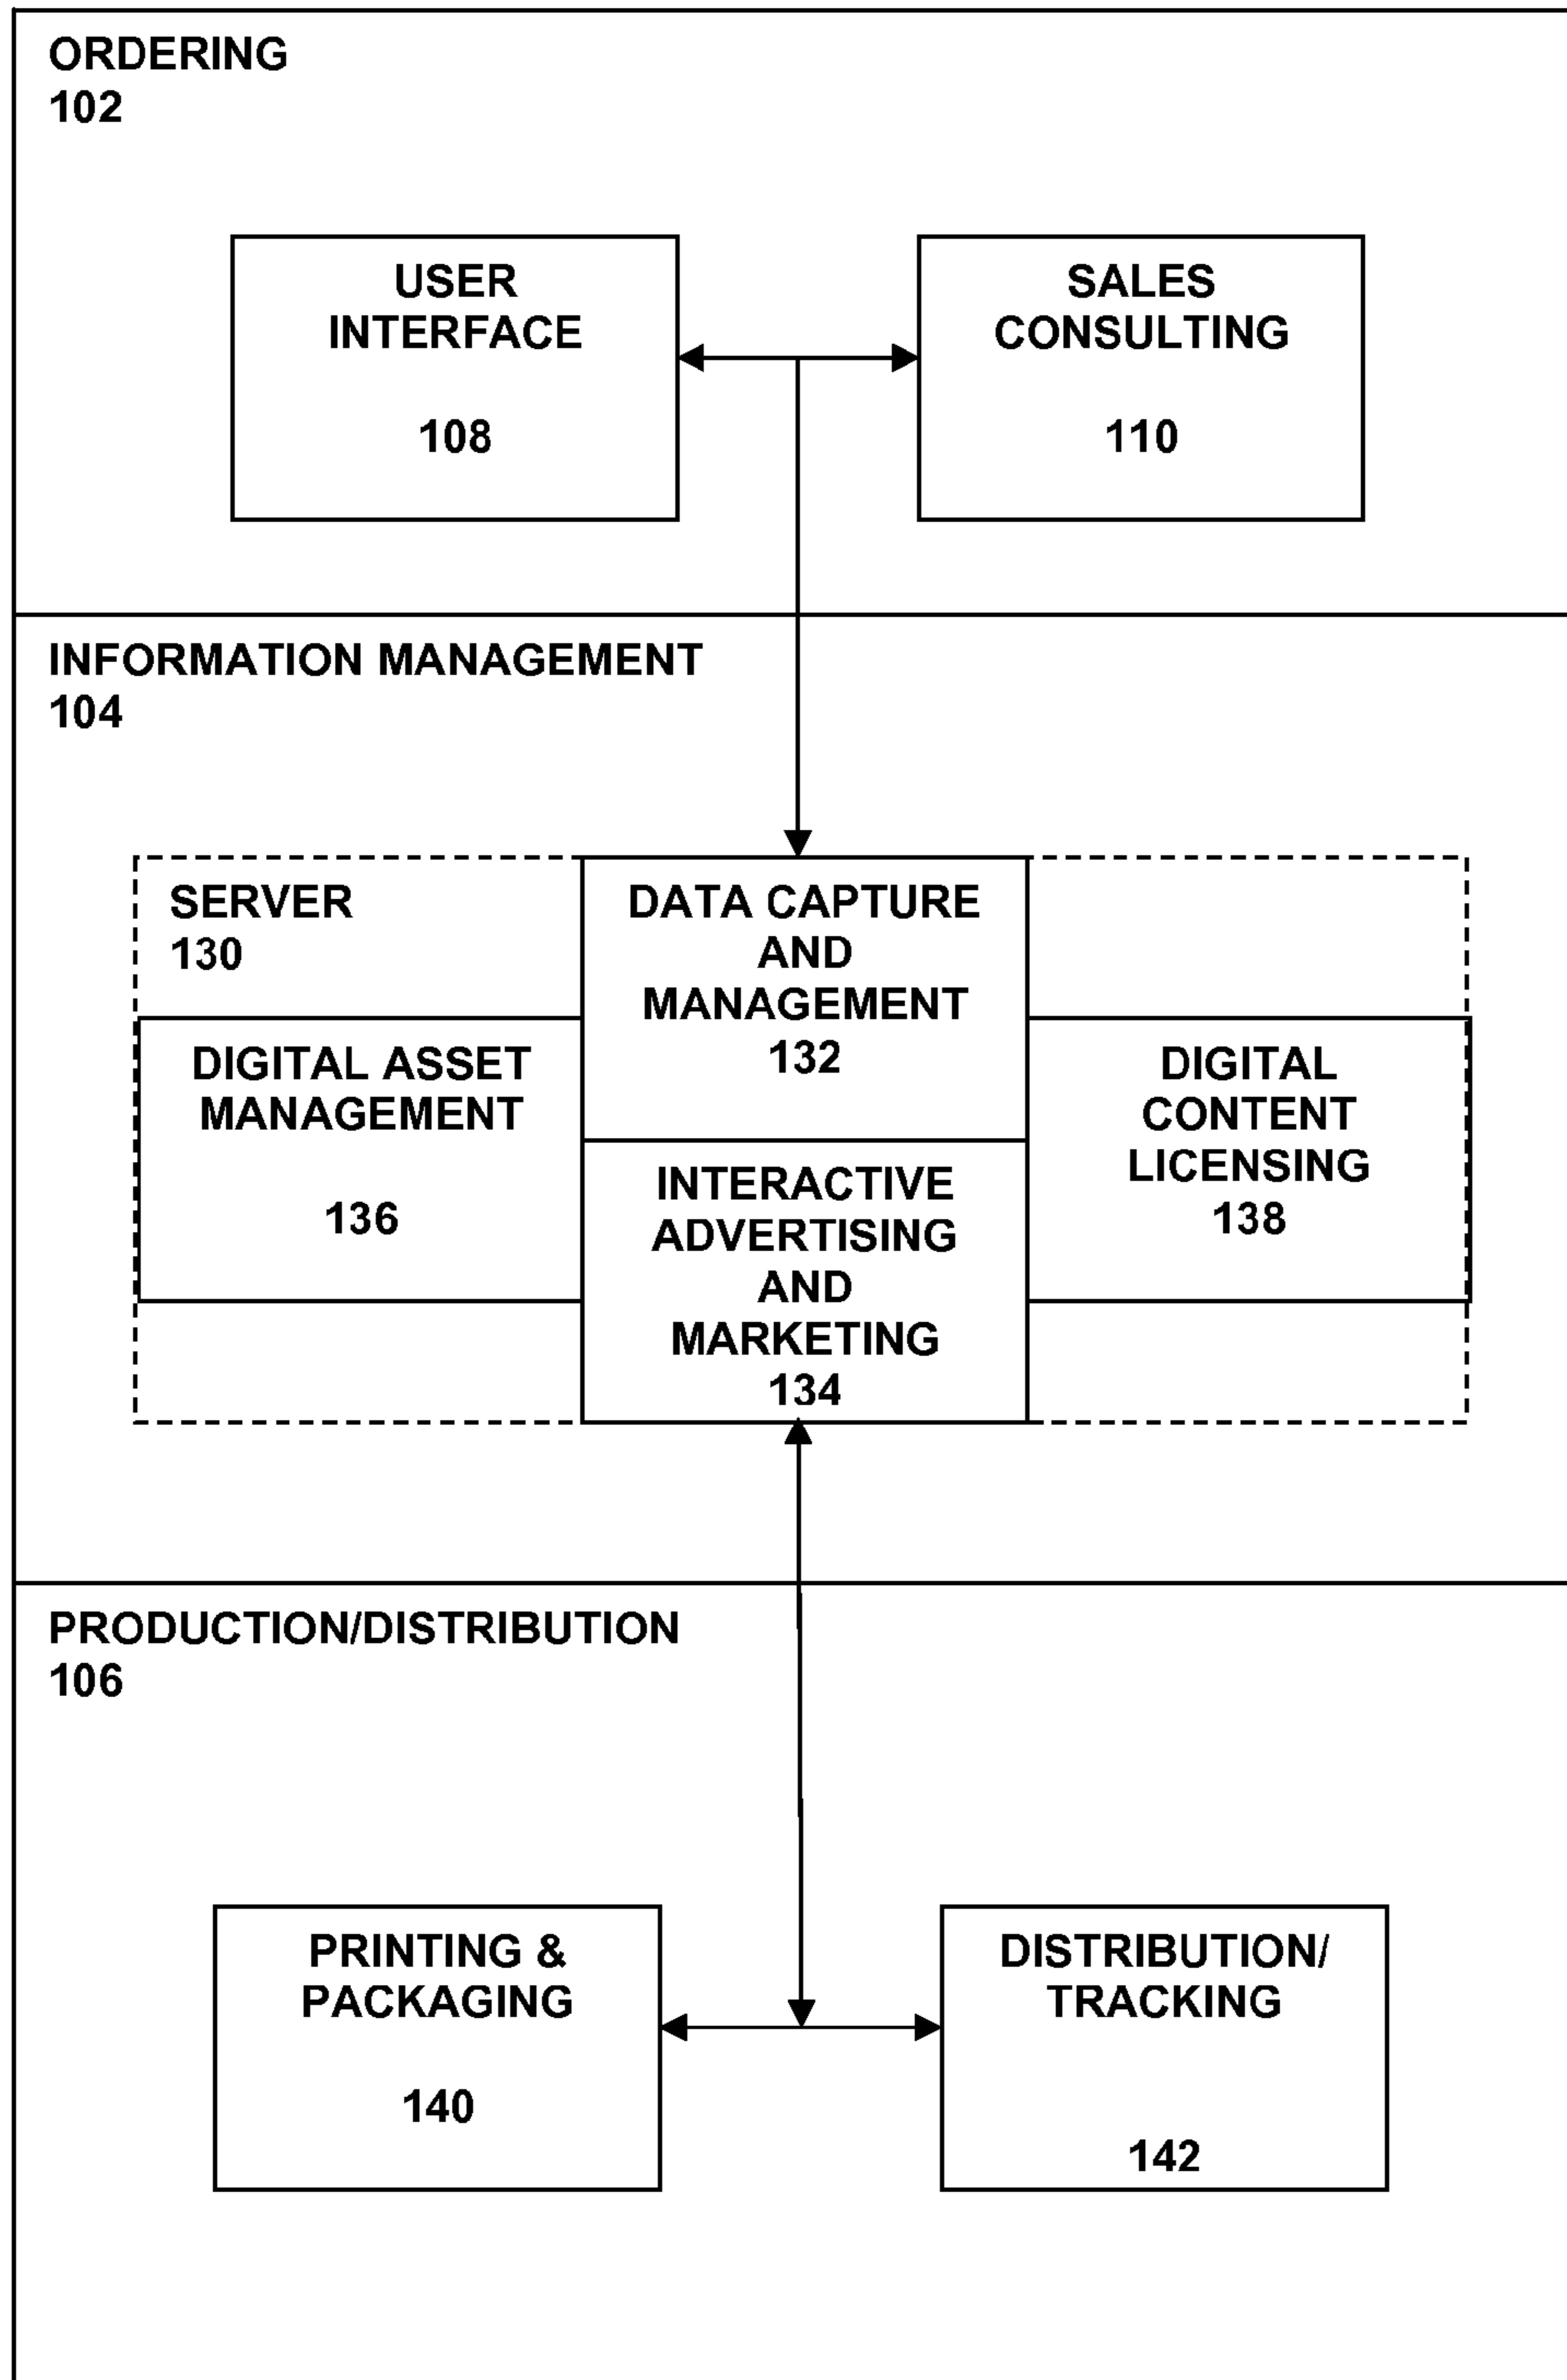 ORDERING
102
USER
INTERFACE
108
SALES
CONSULTING
110
INFORMATION MANAGEMENT
104
SERVER
130
DATA CAPTURE
AND
MANAGEMENT
132
DIGITAL ASSET
MANAGEMENT
136
INTERACTIVE
ADVERTISING
AND
MARKETING
134
DIGITAL
CONTENT
LICENSING
138
PRODUCTION/DISTRIBUTION
106
PRINTING &
PACKAGING
140
DISTRIBUTION/
TRACKING
142